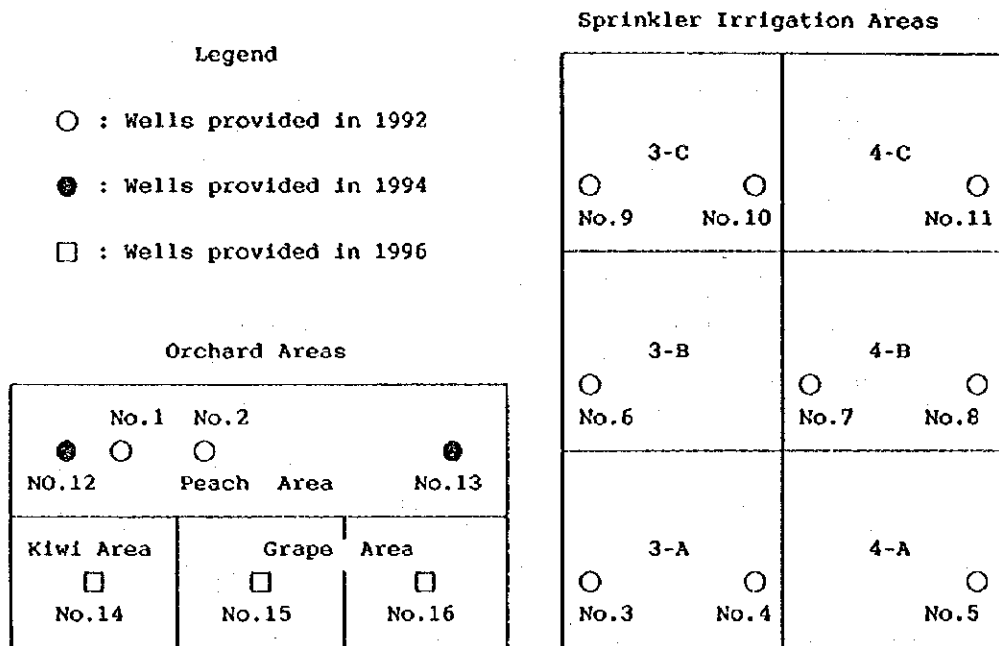 Legend
: Wells provided in 1992
: Wells provided in 1994
: Wells provided in 1996
Orchard Areas
No.1 No.2
NO.12 Peach Area No.13
Kiwi Area Grape Area
No.14 No.15 No.16
Sprinkler Irrigation Areas
3-C 4-C
No.9 No.10 No.11
3-B 4-B
No.6 No.7 No.8
3-A 4-A
No.3 No.4 No.5